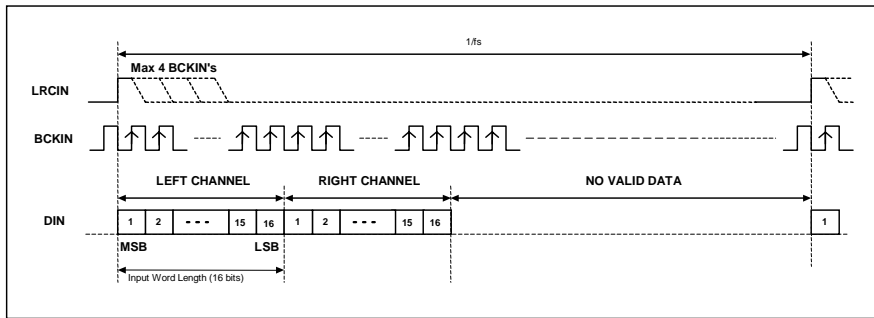 1/fs
Max 4 BCKIN's
LRCIN
BCKIN
LEFT CHANNEL RIGHT CHANNEL NO VALID DATA
DIN 1 2 15 16 1 2 15 16 1
MSB LSB
Input Word Length (16 bits)